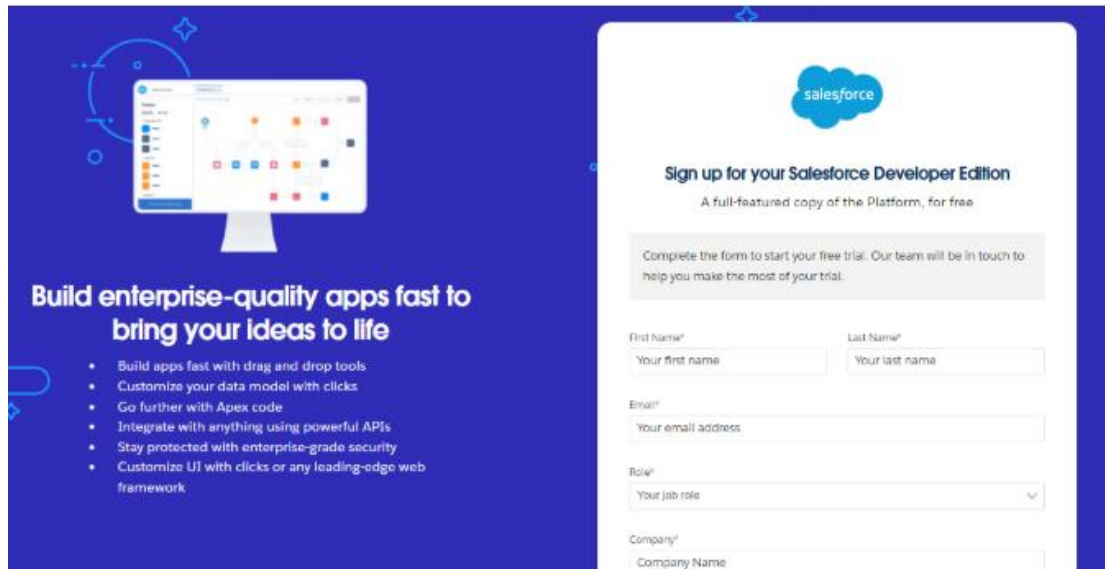 Build enterprise-quality apps fast to
bring your ideas to life
Build apps fast with drag and drop tools
Customize your data model with clicks
Go further with Apex code
Integrate with anything using powerful APIs
Stay protected with enterprise-grade security
Customize UI with clicks or any leading-edge web
framework
salesforce
Sign up for your Salesforce Developer Edition
A full-featured copy of the Platform, for free
Complete the form to start your free trial. Our team will be in touch to
help you make the most of your trial.
First Name* Last Name*
Your first name Your last name
Email*
Your email address
Role*
Your job role
Company*
Company Name